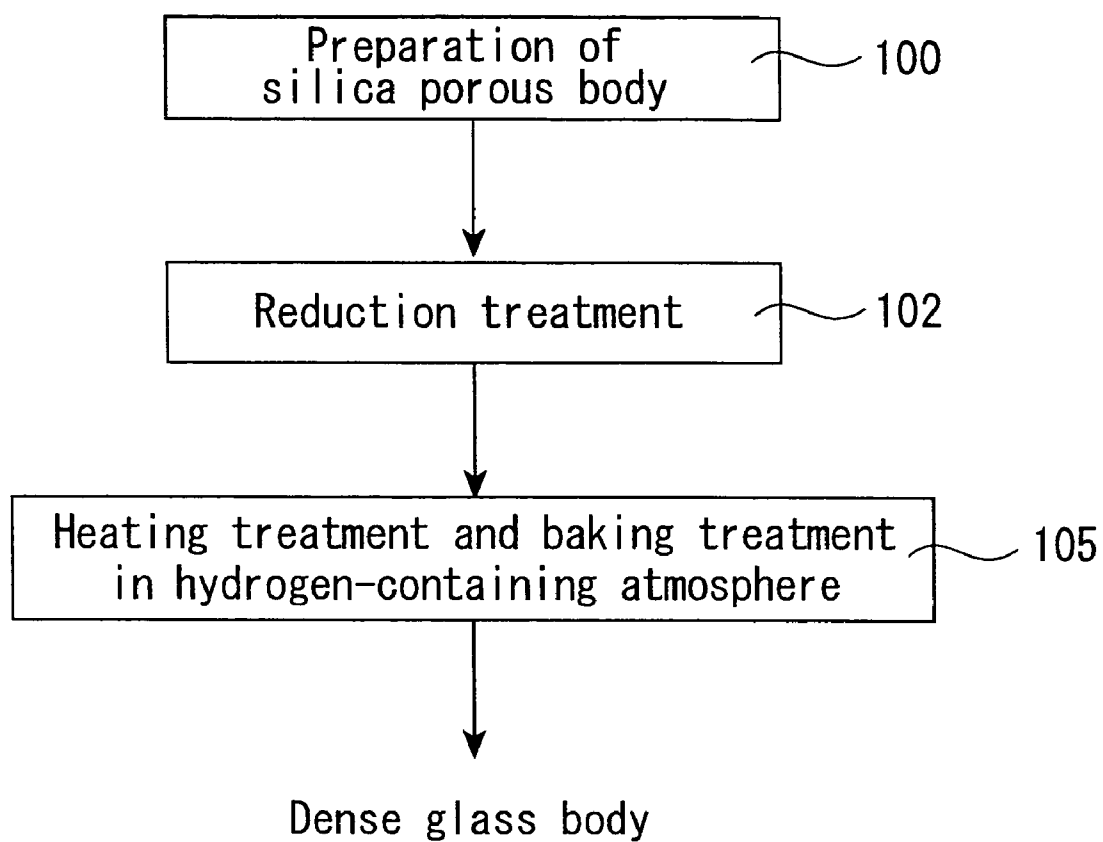 Preparation of
silica porous body
100
Reduction treatment
102
Heating treatment and baking treatment
in hydrogen-containing atmosphere
105
Dense glass body